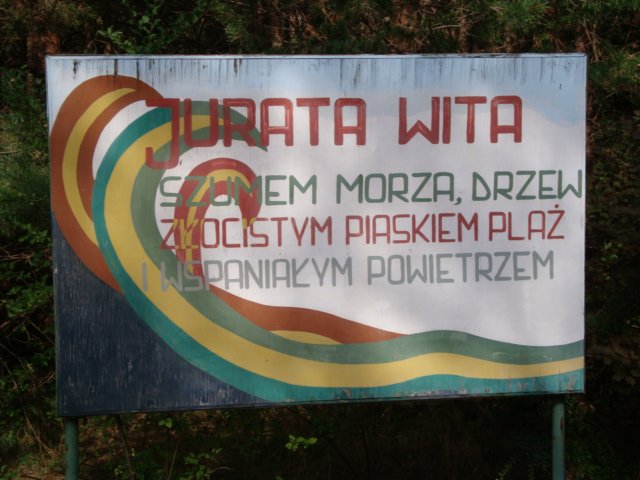 JURATA WITA
SZUMEM MORZA, DRZEW
ZŁOCISTYM PIASKIEM PLAŻ
I WSPANIAŁYM POWIETRZEM